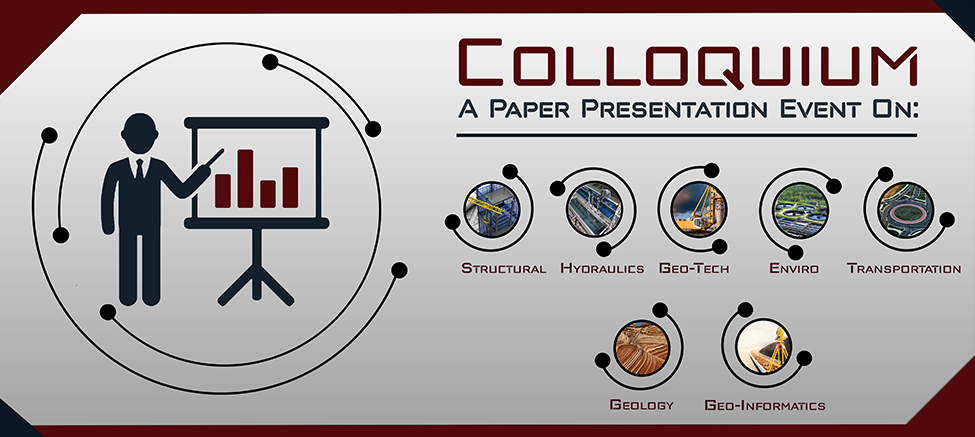 Colloquium
A Paper Presentation Event On:
Structural Hydraulics Geo-Tech Enviro Transportation
Geology Geo-Informatics